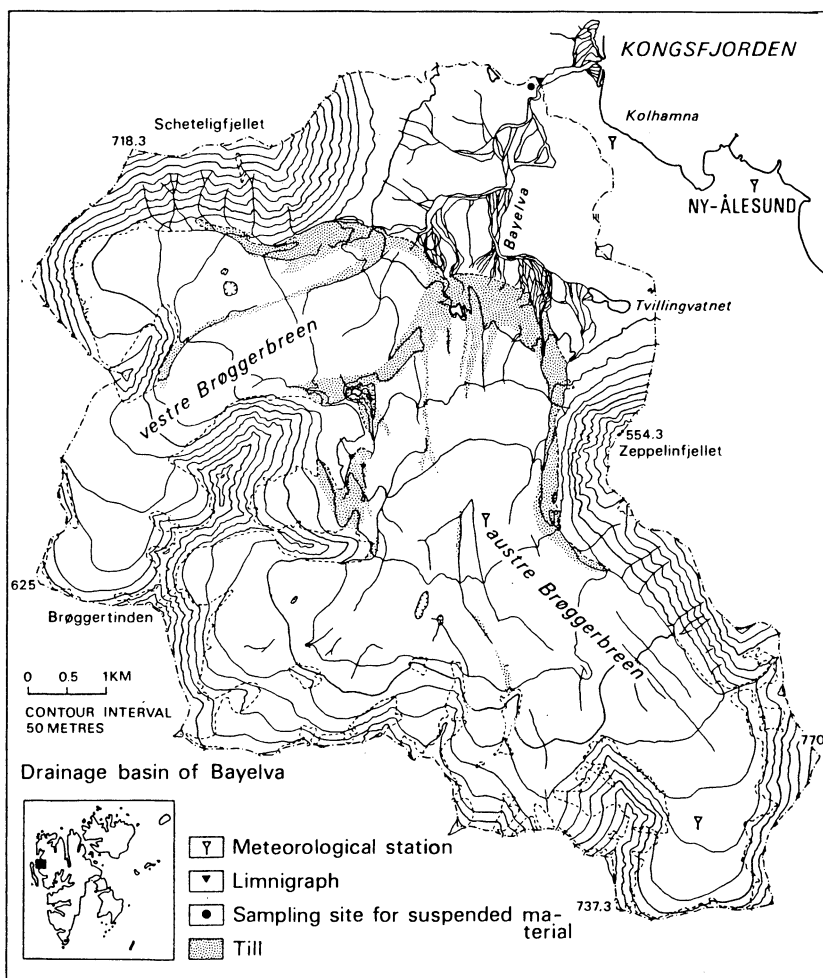 KONGSFJORDEN
Scheteligfjellet
718.3
Kolhamna
NY-ÅLESUND
Bayelva
Tvillingvatnet
vestre Brøggerbreen
554.3
Zeppelinfjellet
austre Brøggerbreen
625
Brøggertinden
0 0.5 1KM
CONTOUR INTERVAL
50 METRES
770
Drainage basin of Bayelva
Meteorological station
Limnigraph
Sampling site for suspended ma-
terial
Till
737.3